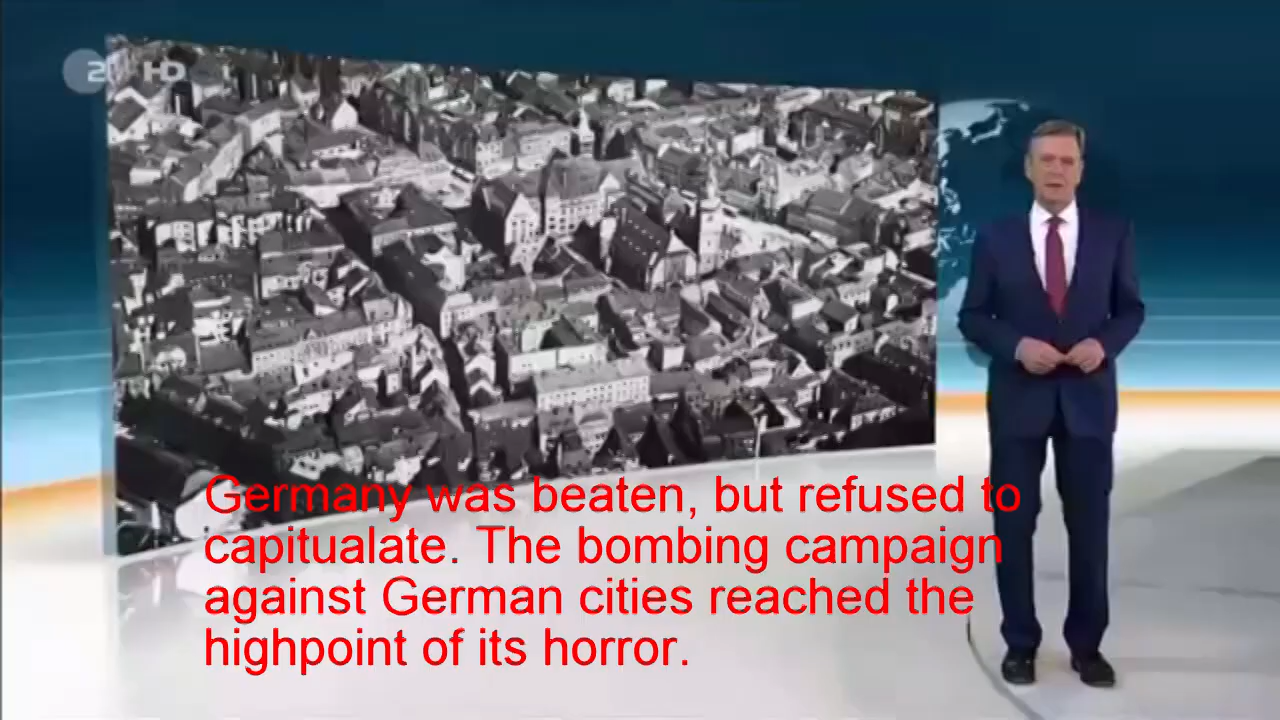 2DF HD
Germany was beaten, but refused to
capitualate. The bombing campaign
against German cities reached the
highpoint of its horror.